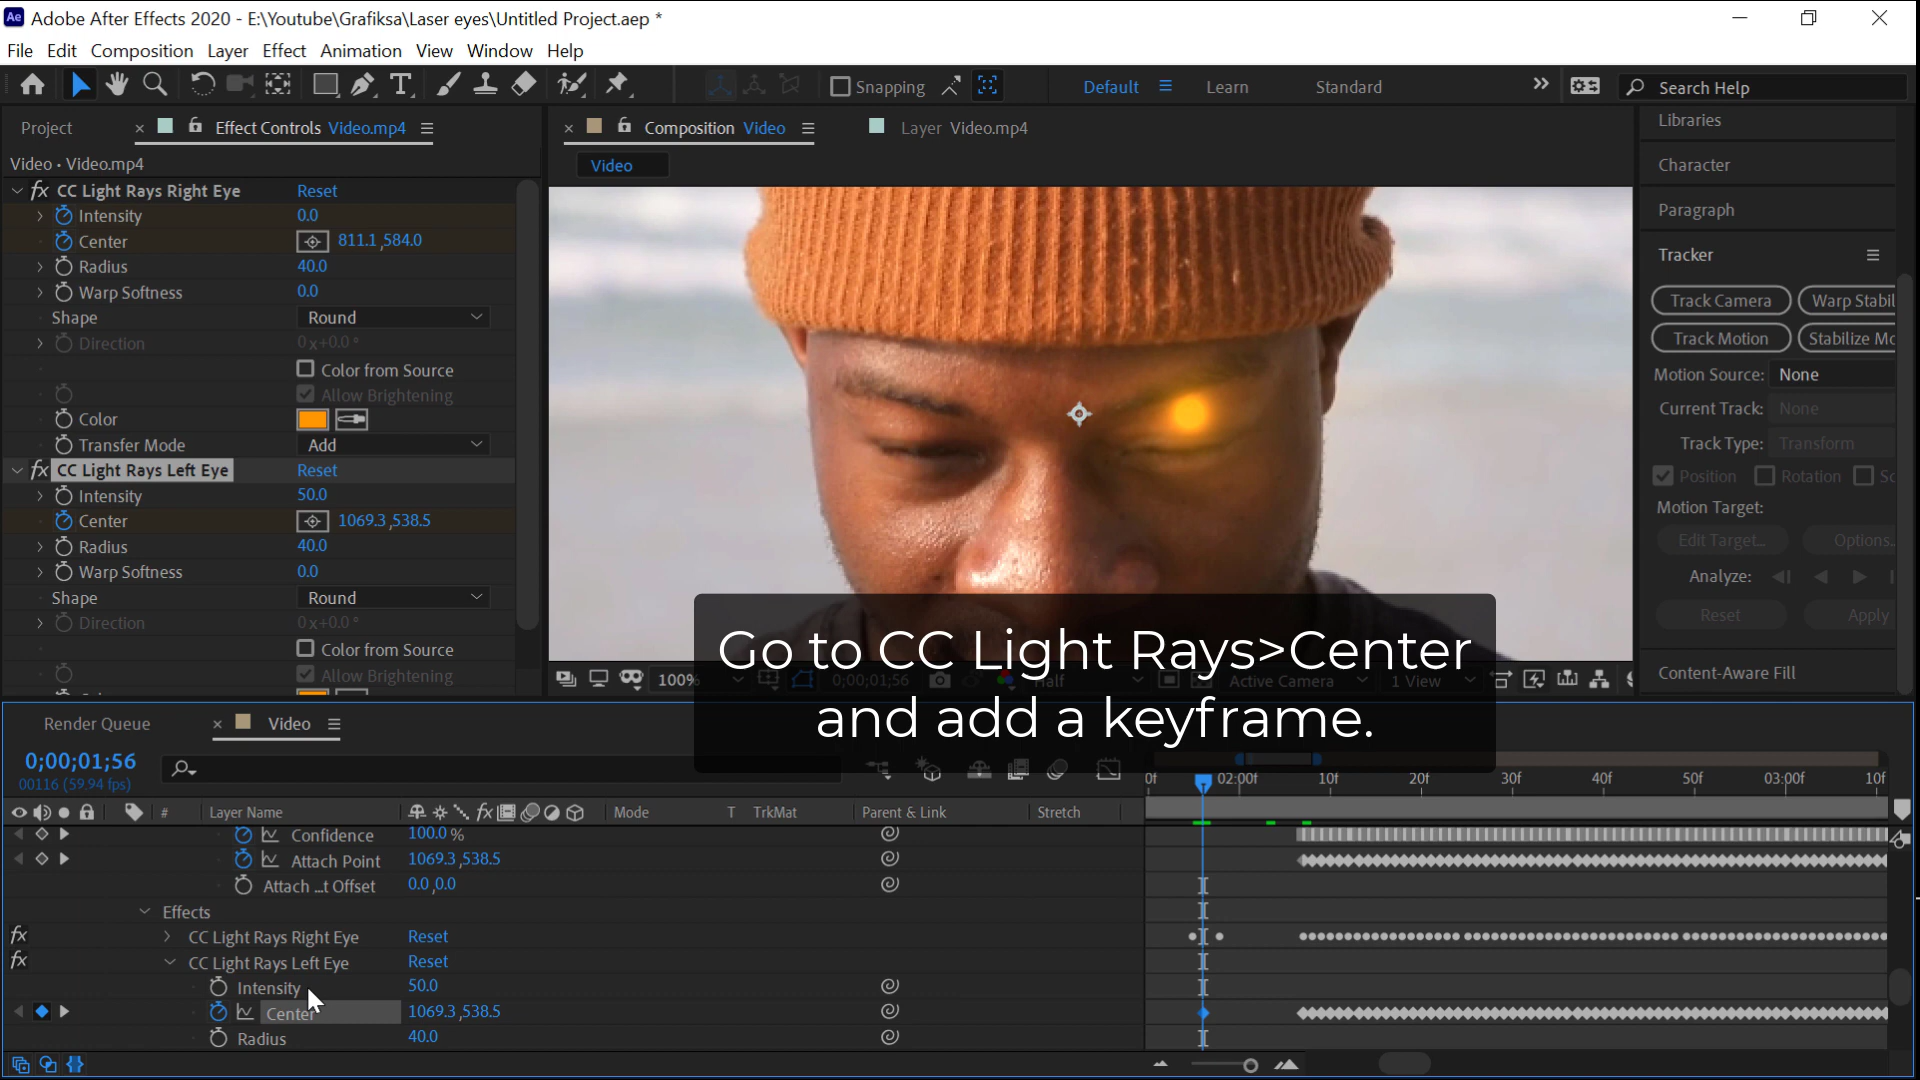 Adobe After Effects 2020 - E:\Youtube\Grafiksa\Laser eyes\Untitled Project.aep *
File Edit Composition Layer Effect Animation View Window Help
Snapping Default Learn Standard Search Help
Project Effect Controls Video.mp4
Composition Video Layer Video.mp4
Video • Video.mp4
Video
fx CC Light Rays Right Eye Reset
Intensity 0.0
Center 811.1,584.0
Radius 40.0
Warp Softness 0.0
Shape Round
Direction 0x+0.0°
Color from Source
Allow Brightening
Color
Transfer Mode Add
fx CC Light Rays Left Eye Reset
Intensity 50.0
Center 1069.3,538.5
Radius 40.0
Warp Softness 0.0
Shape Round
Direction 0x+0.0°
Color from Source
Allow Brightening
Libraries
Character
Paragraph
Tracker
Track Camera Warp Stabil
Track Motion Stabilize Mo
Motion Source: None
Current Track: None
Track Type: Transform
Position Rotation Sc
Motion Target:
Edit Target... Options..
Analyze:
Reset Apply
Content-Aware Fill
Go to CC Light Rays>Center
and add a keyframe.
100% 0;00;01;56 Half Active Camera 1 View
Render Queue Video
0;00;01;56
00116 (59.94 fps)
0f 02:00f 10f 20f 30f 40f 50f 03:00f 10f
# Layer Name fx Mode T TrkMat Parent & Link Stretch
Confidence 100.0 %
Attach Point 1069.3,538.5
Attach ...t Offset 0.0,0.0
Effects
fx CC Light Rays Right Eye Reset
fx CC Light Rays Left Eye Reset
Intensity 50.0
Center 1069.3,538.5
Radius 40.0